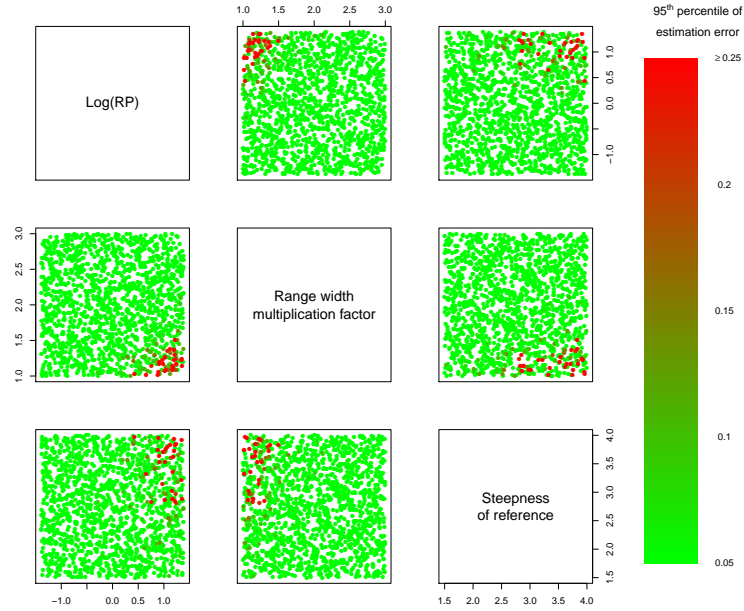 1.0 1.5 2.0 2.5 3.0
95th percentile of
estimation error
Log(RP)
−1.0 0.0 0.5 1.0
≥ 0.25
0.2
0.15
0.1
0.05
1.0 1.5 2.0 2.5 3.0
Range width
multiplication factor
Steepness
of reference
1.5 2.0 2.5 3.0 3.5 4.0
−1.0 0.0 0.5 1.0
1.5 2.0 2.5 3.0 3.5 4.0